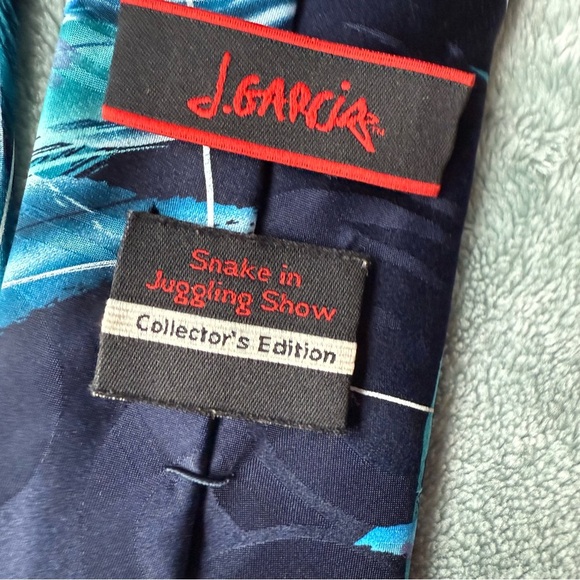 J.GARCIA
Snake in
Juggling Show
Collector's Edition